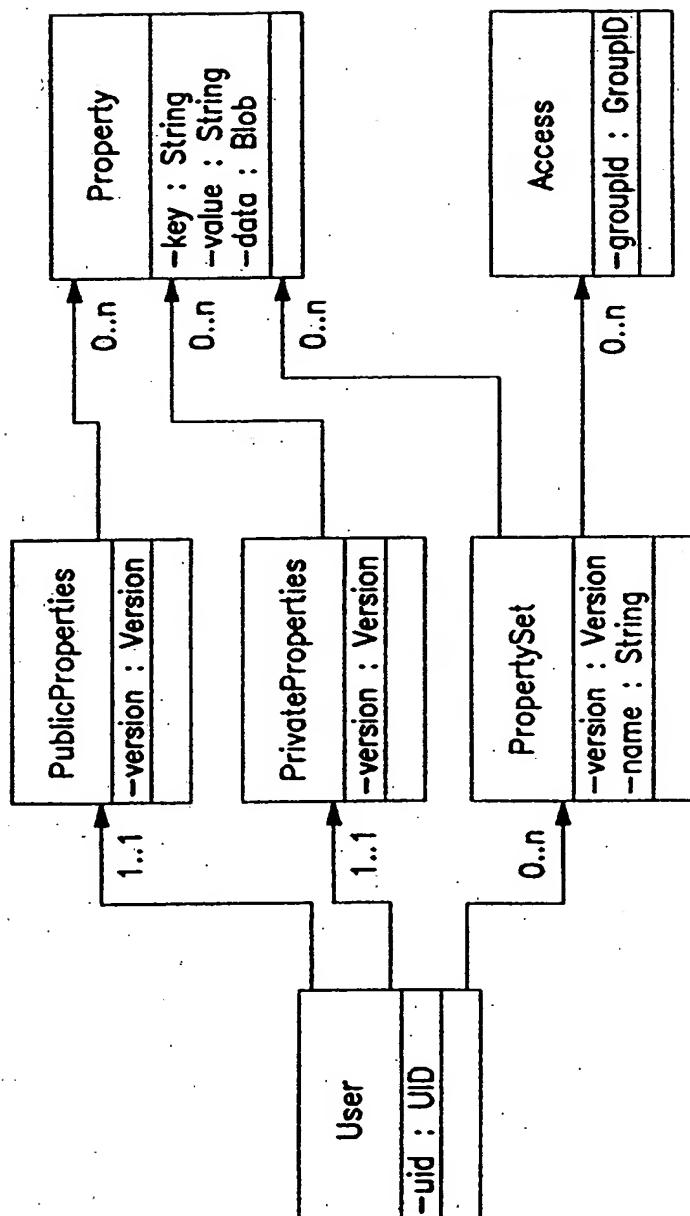 User
-uid : UID
1..1
1..1
0..n
PublicProperties
-version : Version
PrivateProperties
-version : Version
PropertySet
-version : Version
-name : String
0..n
0..n
0..n
0..n
Property
-key : String
-value : String
-data : Blob
Access
-groupId : GroupID